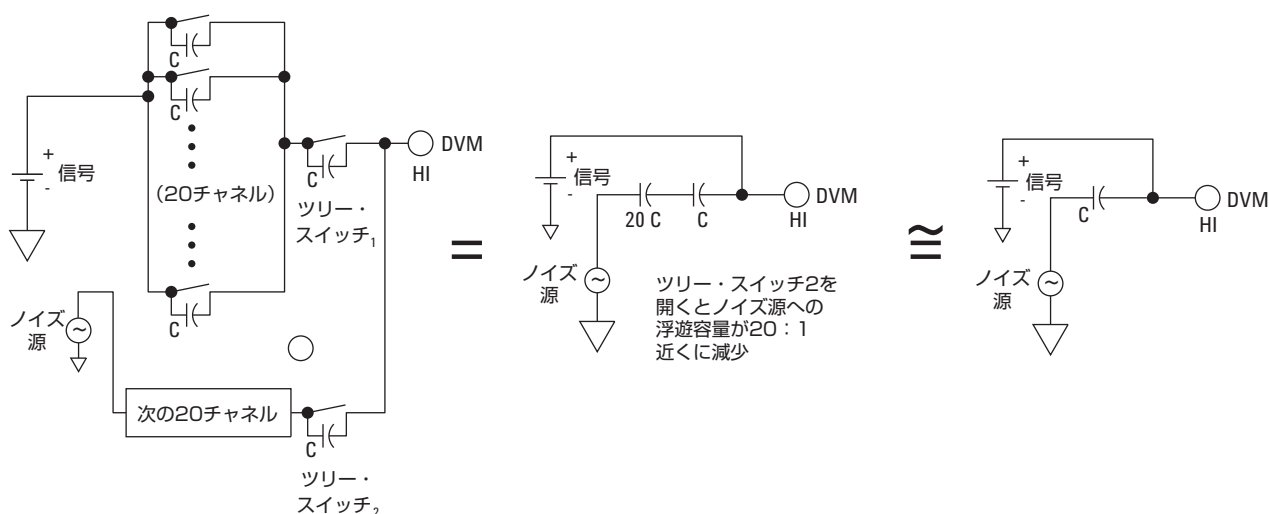 C
C
+
信号
-
(20チャネル)
C
DVM
HI
ツリー・
スイッチ1
C
ノイズ
源
~
次の20チャネル
C
ツリー・
スイッチ2
=
+
信号
-
20 C
C
DVM
HI
ノイズ
源
~
ツリー・スイッチ2を
開くとノイズ源への
浮遊容量が20：1
近くに減少
≅
+
信号
-
C
DVM
HI
ノイズ
源
~